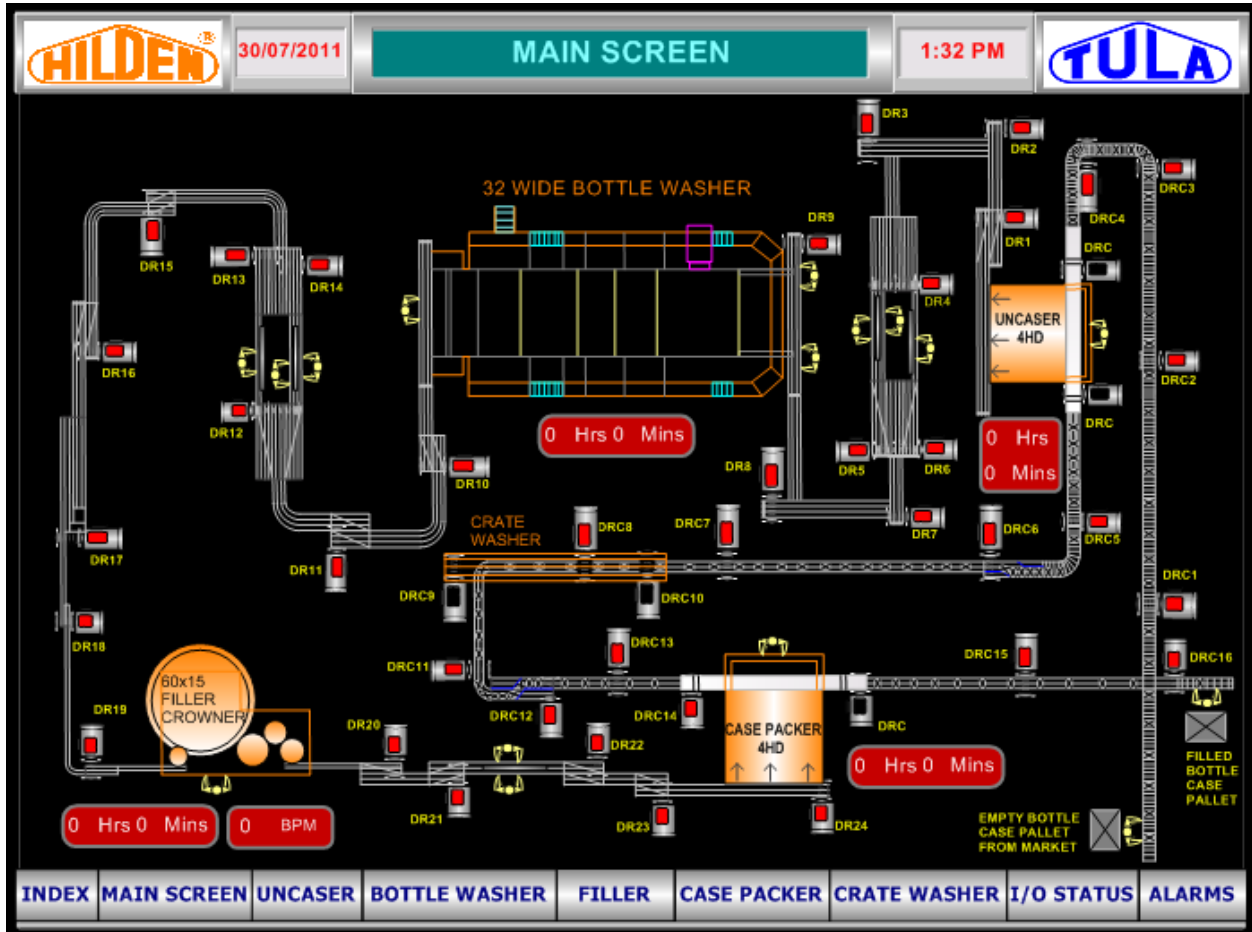 HILDEN®
30/07/2011
MAIN SCREEN
1:32 PM
TULA
DR3
DR2
DRC3
32 WIDE BOTTLE WASHER
DRC4
DR9
DR1
DRC
DR15
DR13
DR14
DR4
UNCASER
4HD
DR16
DRC2
DR12
DRC
0 Hrs 0 Mins
0 Hrs
0 Mins
DR10
DR8
DR5
DR6
CRATE
WASHER
DRC8
DRC7
DRC6
DR7
DRC5
DR17
DR11
DRC1
DRC9
DRC10
DR18
DRC13
DRC11
DRC15
DRC16
60x15
FILLER
CROWNER
DR19
DR20
DRC12
DRC14
DRC
CASE PACKER
4HD
DR22
FILLED
BOTTLE
CASE
PALLET
0 Hrs 0 Mins
0 Hrs 0 Mins
0 BPM
DR21
DR23
DR24
EMPTY BOTTLE
CASE PALLET
FROM MARKET
INDEX
MAIN SCREEN
UNCASER
BOTTLE WASHER
FILLER
CASE PACKER
CRATE WASHER
I/O STATUS
ALARMS